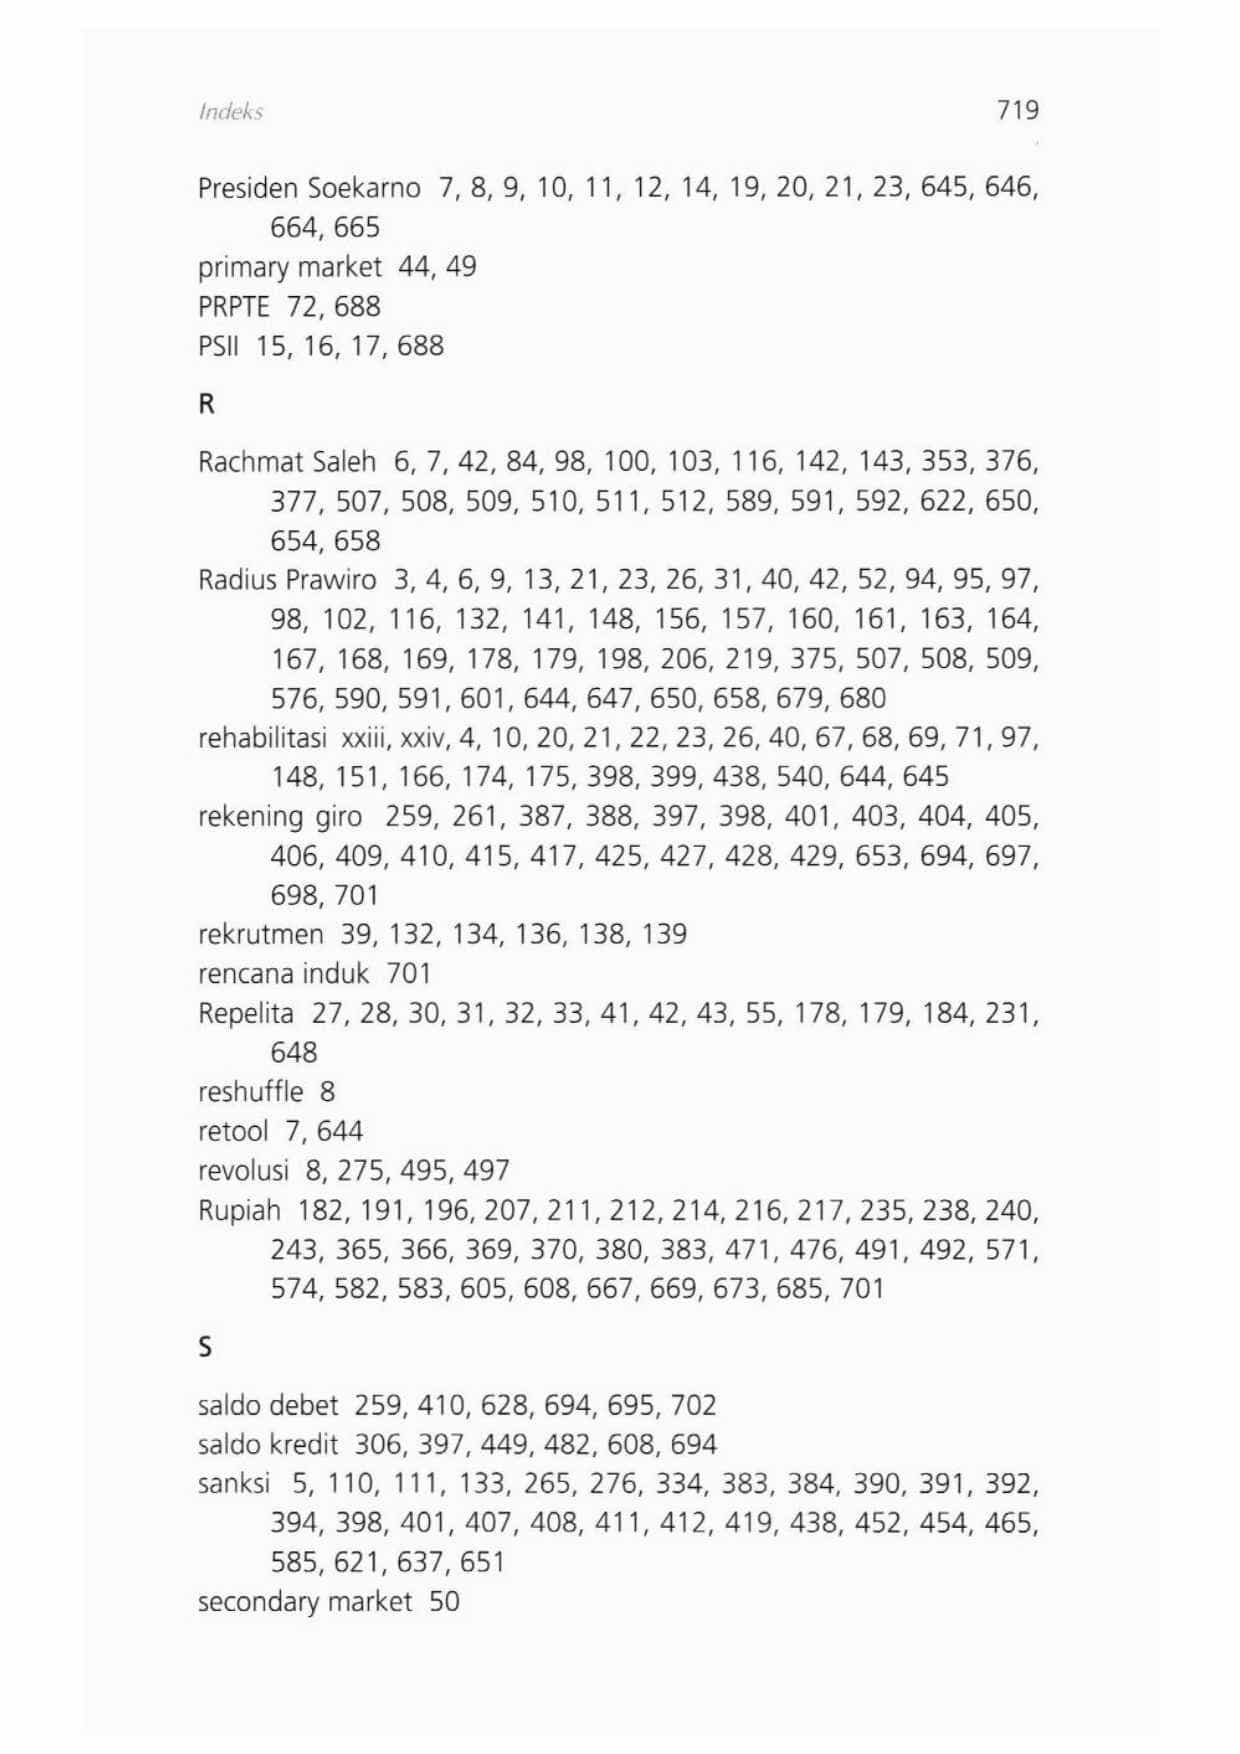 Indeks 719
Presiden Soekarno 7, 8, 9, 10, 11, 12, 14, 19, 20, 21, 23, 645, 646,
664, 665
primary market 44, 49
PRPTE 72, 688
PSII 15, 16, 17, 688
R
Rachmat Saleh 6, 7, 42, 84, 98, 100, 103, 116, 142, 143, 353, 376,
377, 507, 508, 509, 510, 511, 512, 589, 591, 592, 622, 650,
654, 658
Radius Prawiro 3, 4, 6, 9, 13, 21, 23, 26, 31, 40, 42, 52, 94, 95, 97,
98, 102, 116, 132, 141, 148, 156, 157, 160, 161, 163, 164,
167, 168, 169, 178, 179, 198, 206, 219, 375, 507, 508, 509,
576, 590, 591, 601, 644, 647, 650, 658, 679, 680
rehabilitasi xxiii, xxiv, 4, 10, 20, 21, 22, 23, 26, 40, 67, 68, 69, 71, 97,
148, 151, 166, 174, 175, 398, 399, 438, 540, 644, 645
rekening giro 259, 261, 387, 388, 397, 398, 401, 403, 404, 405,
406, 409, 410, 415, 417, 425, 427, 428, 429, 653, 694, 697,
698, 701
rekrutmen 39, 132, 134, 136, 138, 139
rencana induk 701
Repelita 27, 28, 30, 31, 32, 33, 41, 42, 43, 55, 178, 179, 184, 231,
648
reshuffle 8
retool 7, 644
revolusi 8, 275, 495, 497
Rupiah 182, 191, 196, 207, 211, 212, 214, 216, 217, 235, 238, 240,
243, 365, 366, 369, 370, 380, 383, 471, 476, 491, 492, 571,
574, 582, 583, 605, 608, 667, 669, 673, 685, 701
S
saldo debet 259, 410, 628, 694, 695, 702
saldo kredit 306, 397, 449, 482, 608, 694
sanksi 5, 110, 111, 133, 265, 276, 334, 383, 384, 390, 391, 392,
394, 398, 401, 407, 408, 411, 412, 419, 438, 452, 454, 465,
585, 621, 637, 651
secondary market 50